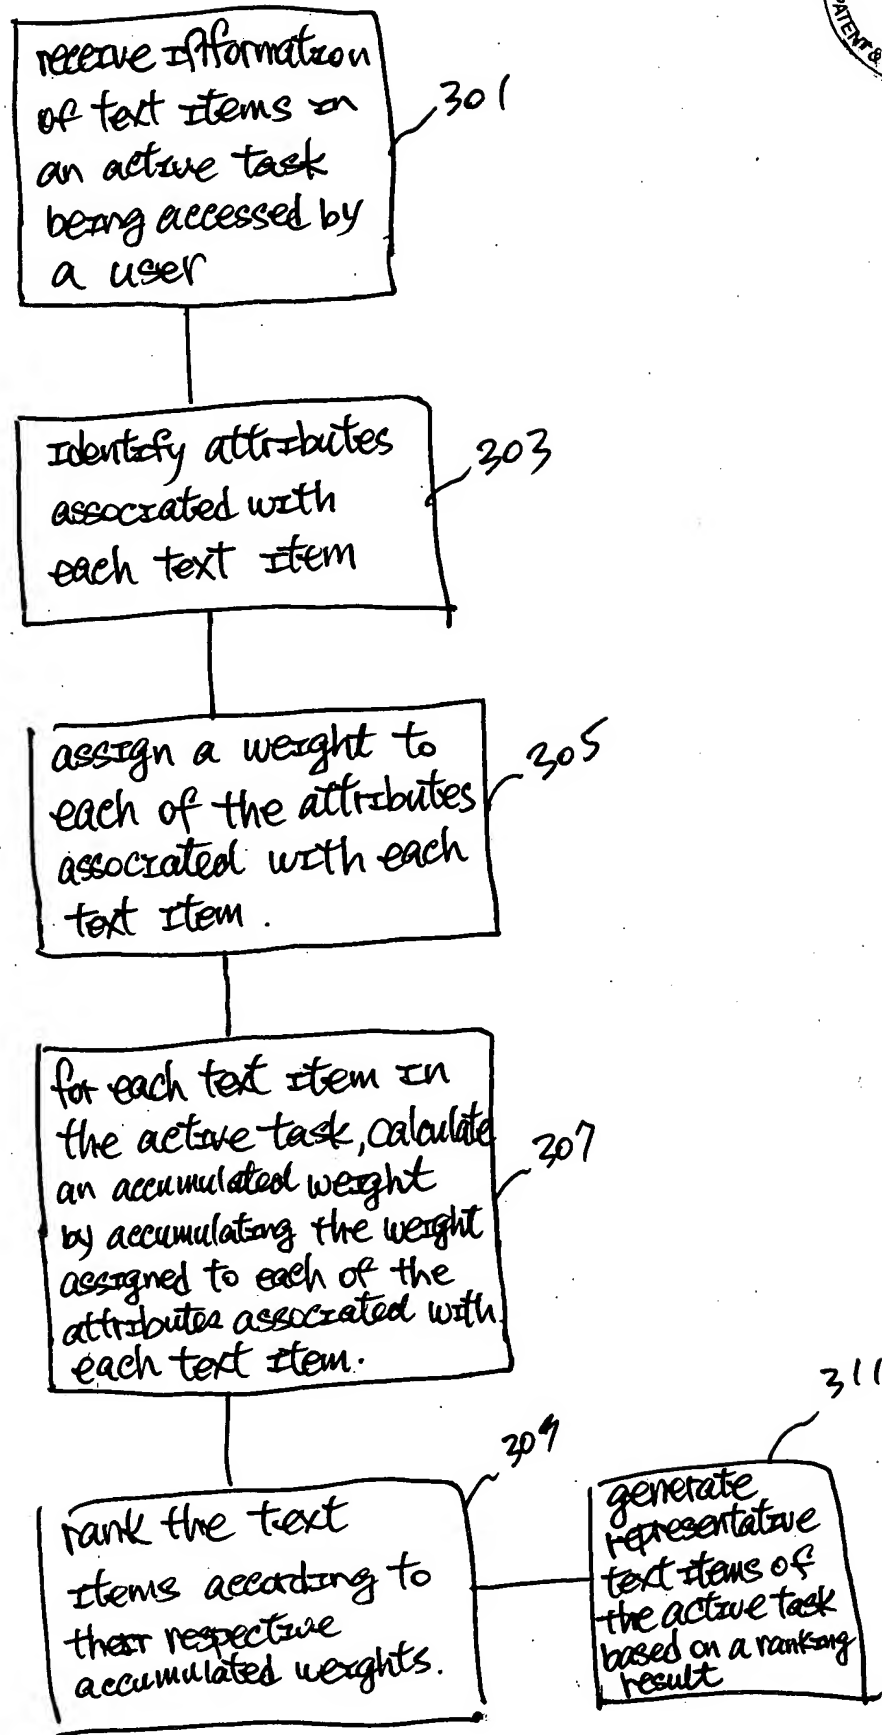 PATENT &
receive information
of text items in
an active task
being accessed by
a user
301
Identify attributes
associated with
each text item
303
assign a weight to
each of the attributes
associated with each
text item.
305
for each text item in
the active task, calculate
an accumulated weight
by accumulating the weight
assigned to each of the
attributes associated with
each text item.
307
rank the text
items according to
their respective
accumulated weights.
309
311
generate
representative
text items of
the active task
based on a ranking
result